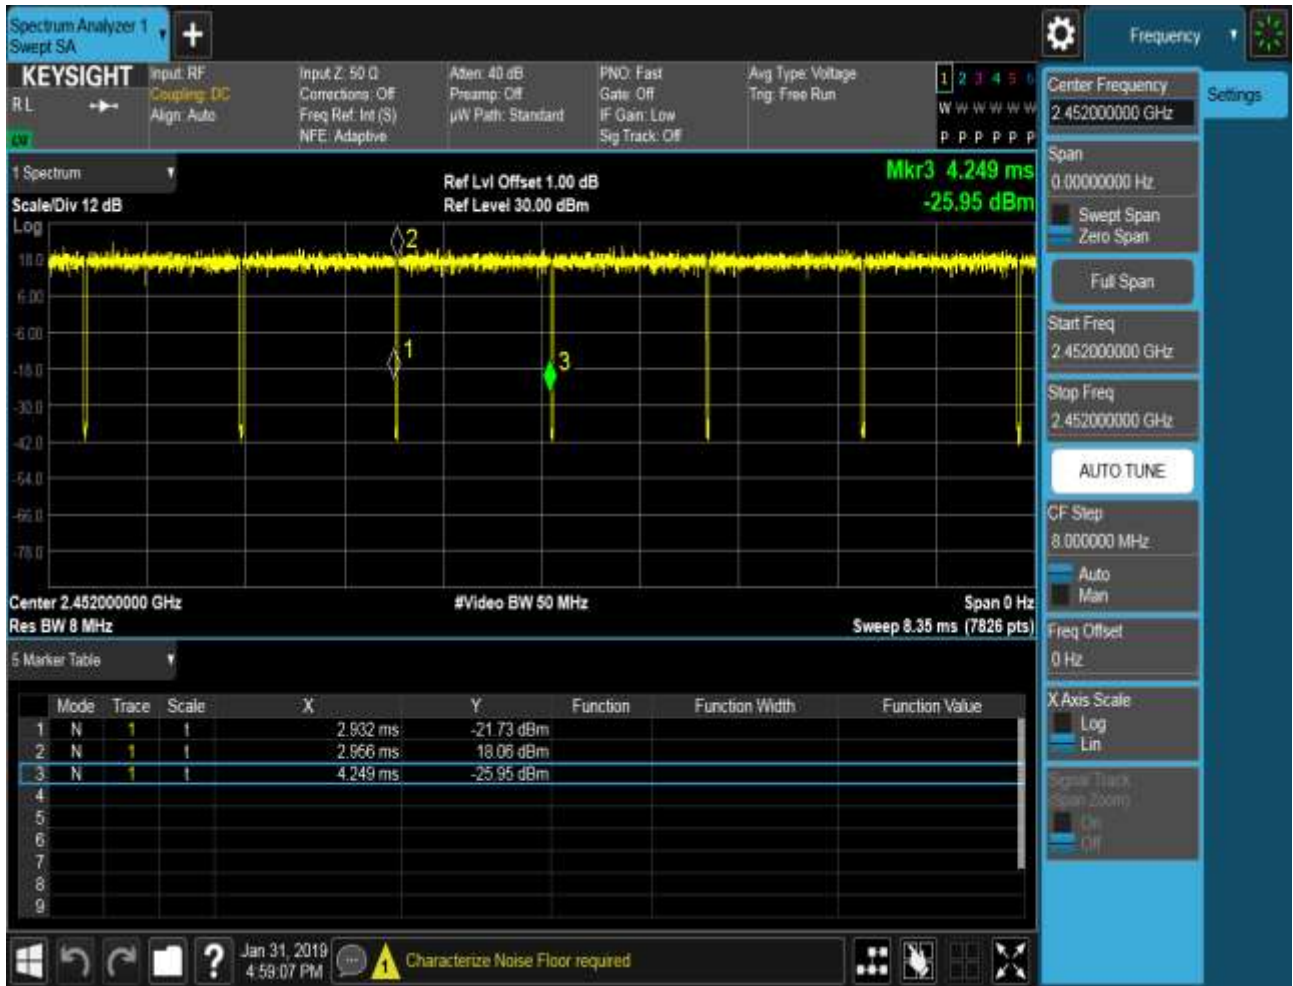 Spectrum Analyzer 1
Swept SA
Frequency
KEYSIGHT
R L
Input: RF
Coupling: DC
Align: Auto
Input Z: 50 Ω
Corrections: Off
Freq Ref: Int (S)
NFE: Adaptive
Atten: 40 dB
Preamp: Off
µW Path: Standard
PNO: Fast
Gate: Off
IF Gain: Low
Sig Track: Off
Avg Type: Voltage
Trig: Free Run
1 2 3 4 5 6
W W W W W W
P P P P P P
1 Spectrum
Scale/Div 12 dB
Ref Lvl Offset 1.00 dB
Ref Level 30.00 dBm
Mkr3 4.249 ms
-25.95 dBm
Log
18.0
6.00
-6.00
-18.0
-30.0
-42.0
-54.0
-66.0
-78.0
2
1
3
Center 2.452000000 GHz
#Video BW 50 MHz
Span 0 Hz
Res BW 8 MHz
Sweep 8.35 ms (7826 pts)
5 Marker Table
Mode Trace Scale X Y Function Function Width Function Value
1 N 1 t 2.932 ms -21.73 dBm
2 N 1 t 2.956 ms 18.06 dBm
3 N 1 t 4.249 ms -25.95 dBm
4
5
6
7
8
9
Jan 31, 2019
4:59:07 PM
1
Characterize Noise Floor required
Settings
Center Frequency
2.452000000 GHz
Span
0.00000000 Hz
Swept Span
Zero Span
Full Span
Start Freq
2.452000000 GHz
Stop Freq
2.452000000 GHz
AUTO TUNE
CF Step
8.000000 MHz
Auto
Man
Freq Offset
0 Hz
X Axis Scale
Log
Lin
Signal Track
(Span Zoom)
On
Off